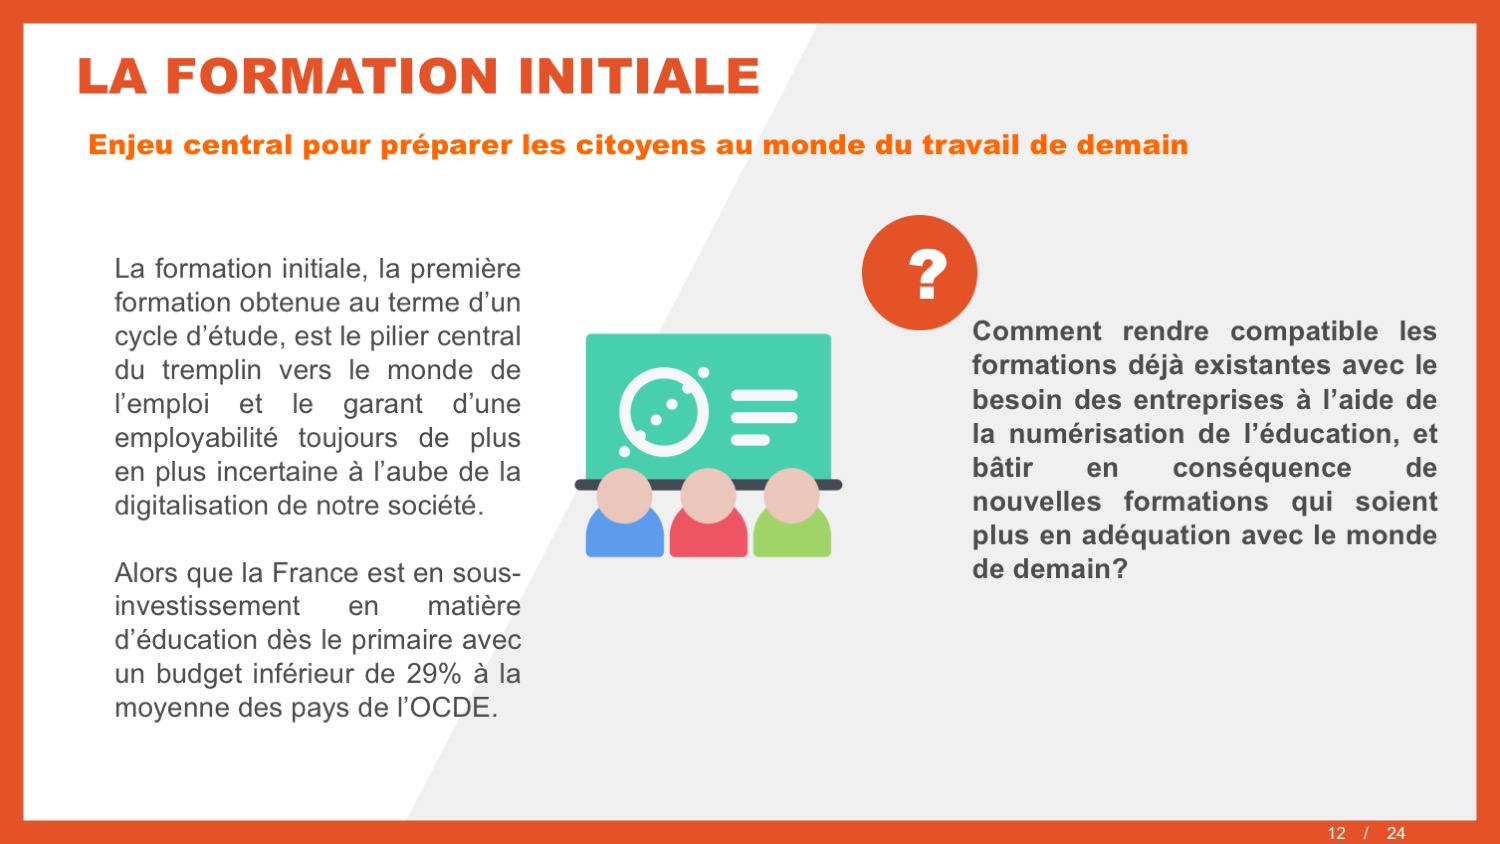 LA FORMATION INITIALE
Enjeu central pour préparer les citoyens au monde du travail de demain
La formation initiale, la première
formation obtenue au terme d’un
cycle d’étude, est le pilier central
du tremplin vers le monde de
l’emploi et le garant d’une
employabilité toujours de plus
en plus incertaine à l’aube de la
digitalisation de notre société.
Alors que la France est en sous-
investissement en matière
d’éducation dès le primaire avec
un budget inférieur de 29% à la
moyenne des pays de l’OCDE.
?
Comment rendre compatible les
formations déjà existantes avec le
besoin des entreprises à l’aide de
la numérisation de l’éducation, et
bâtir en conséquence de
nouvelles formations qui soient
plus en adéquation avec le monde
de demain?
12 / 24